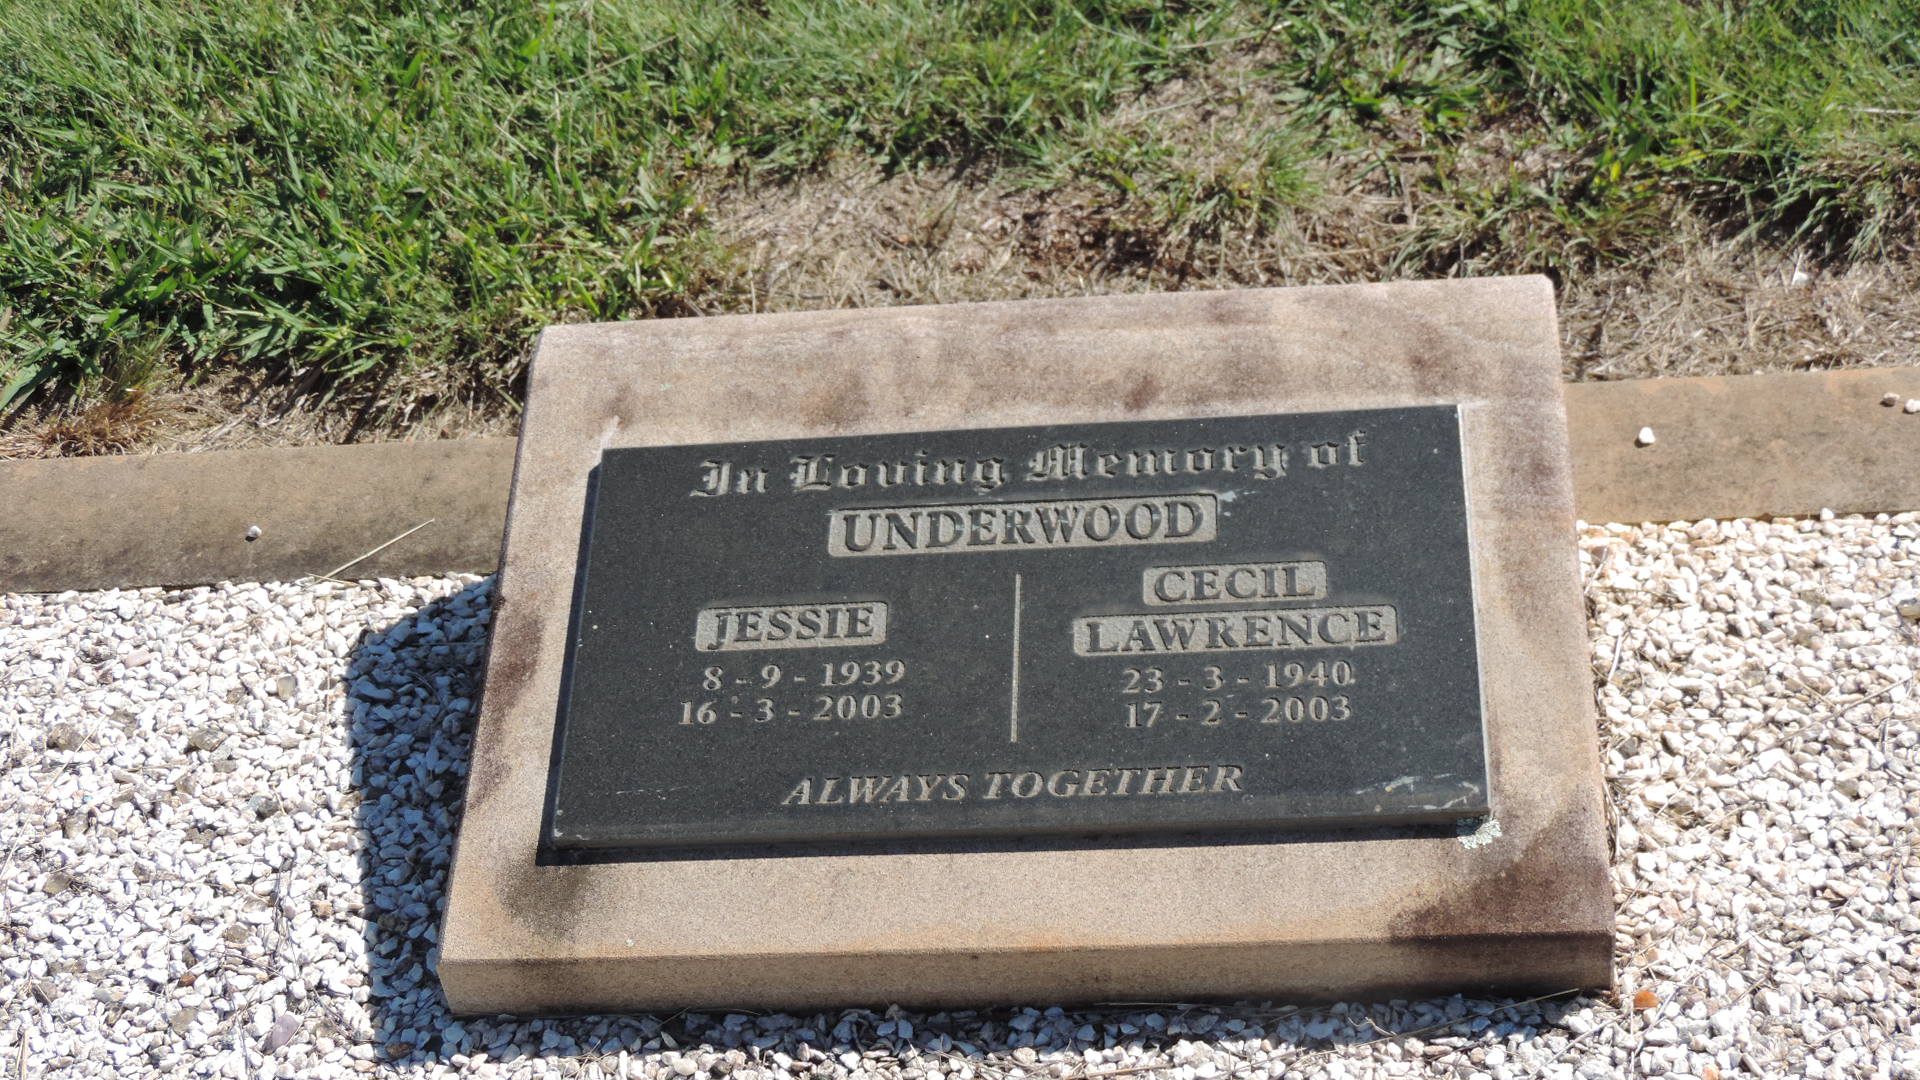 In Loving Memory of
UNDERWOOD
JESSIE
8-9-1939
16-3-2003
CECIL
LAWRENCE
23-3-1940
17-2-2003
ALWAYS TOGETHER